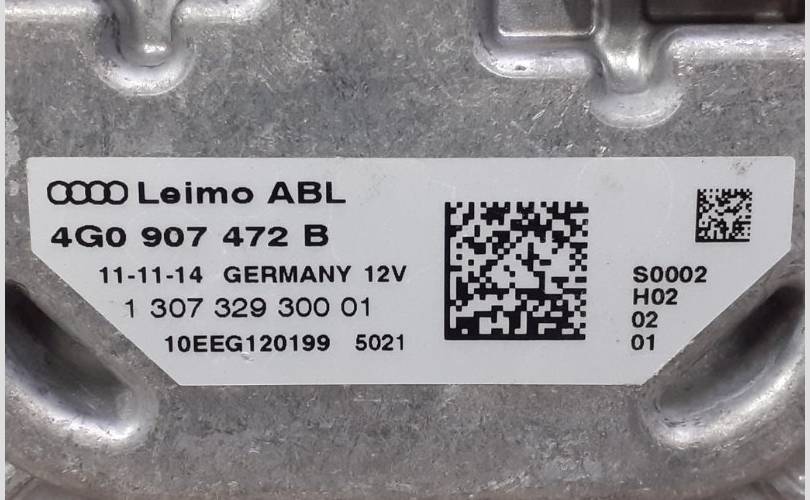 Leimo ABL
4G0 907 472 B
11-11-14 GERMANY 12V
1 307 329 300 01
10EEG120199 5021
S0002
H02
02
01